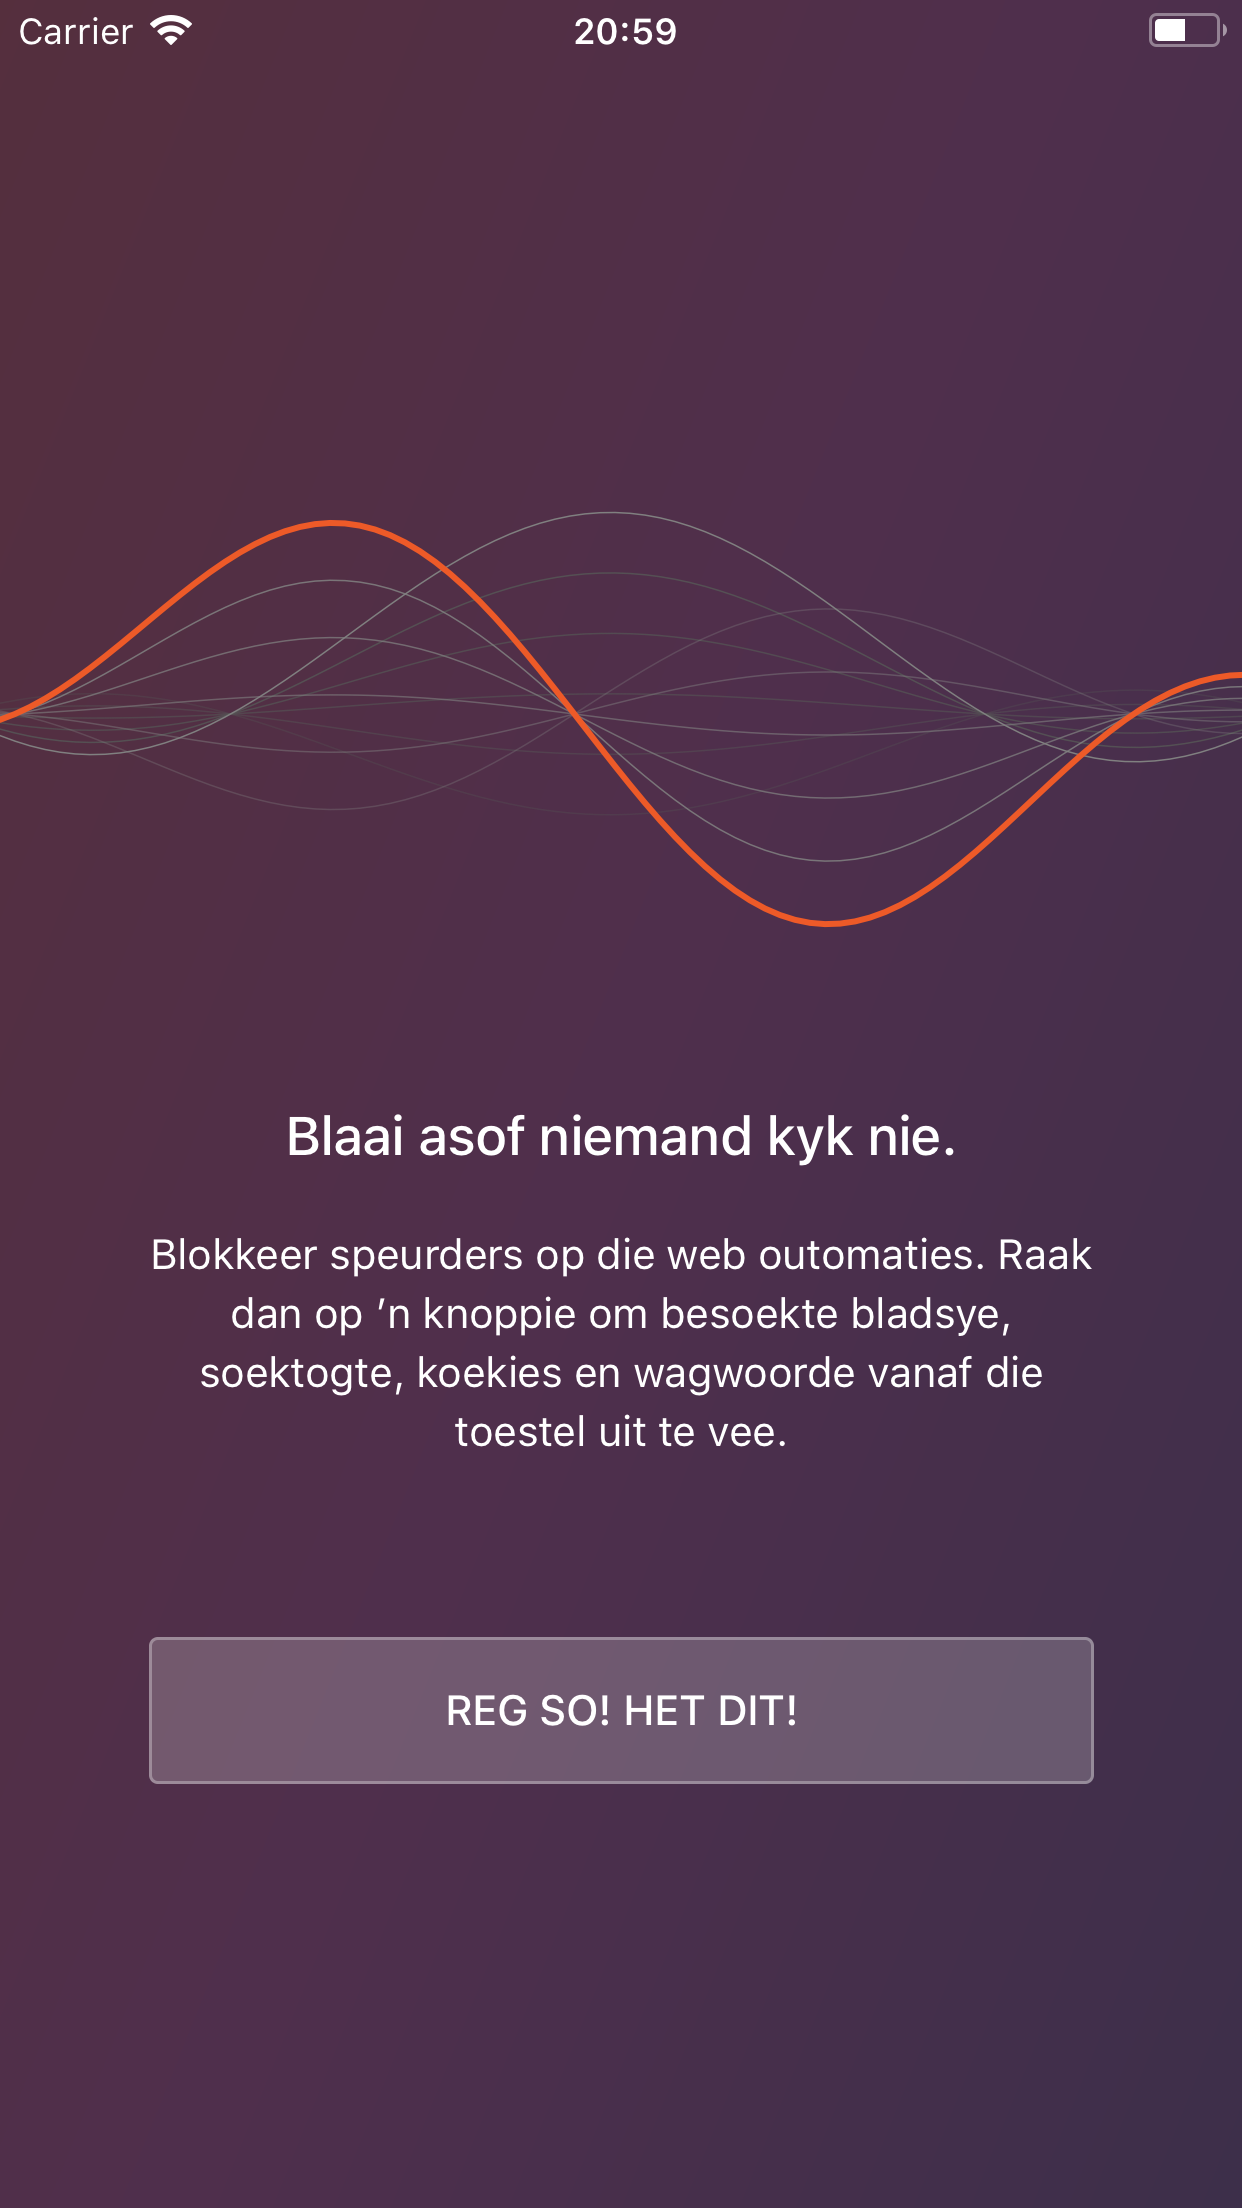 Carrier 20:59
Blaai asof niemand kyk nie.
Blokkeer speurders op die web outomaties. Raak
dan op ’n knoppie om besoekte bladsye,
soektogte, koekies en wagwoorde vanaf die
toestel uit te vee.
REG SO! HET DIT!